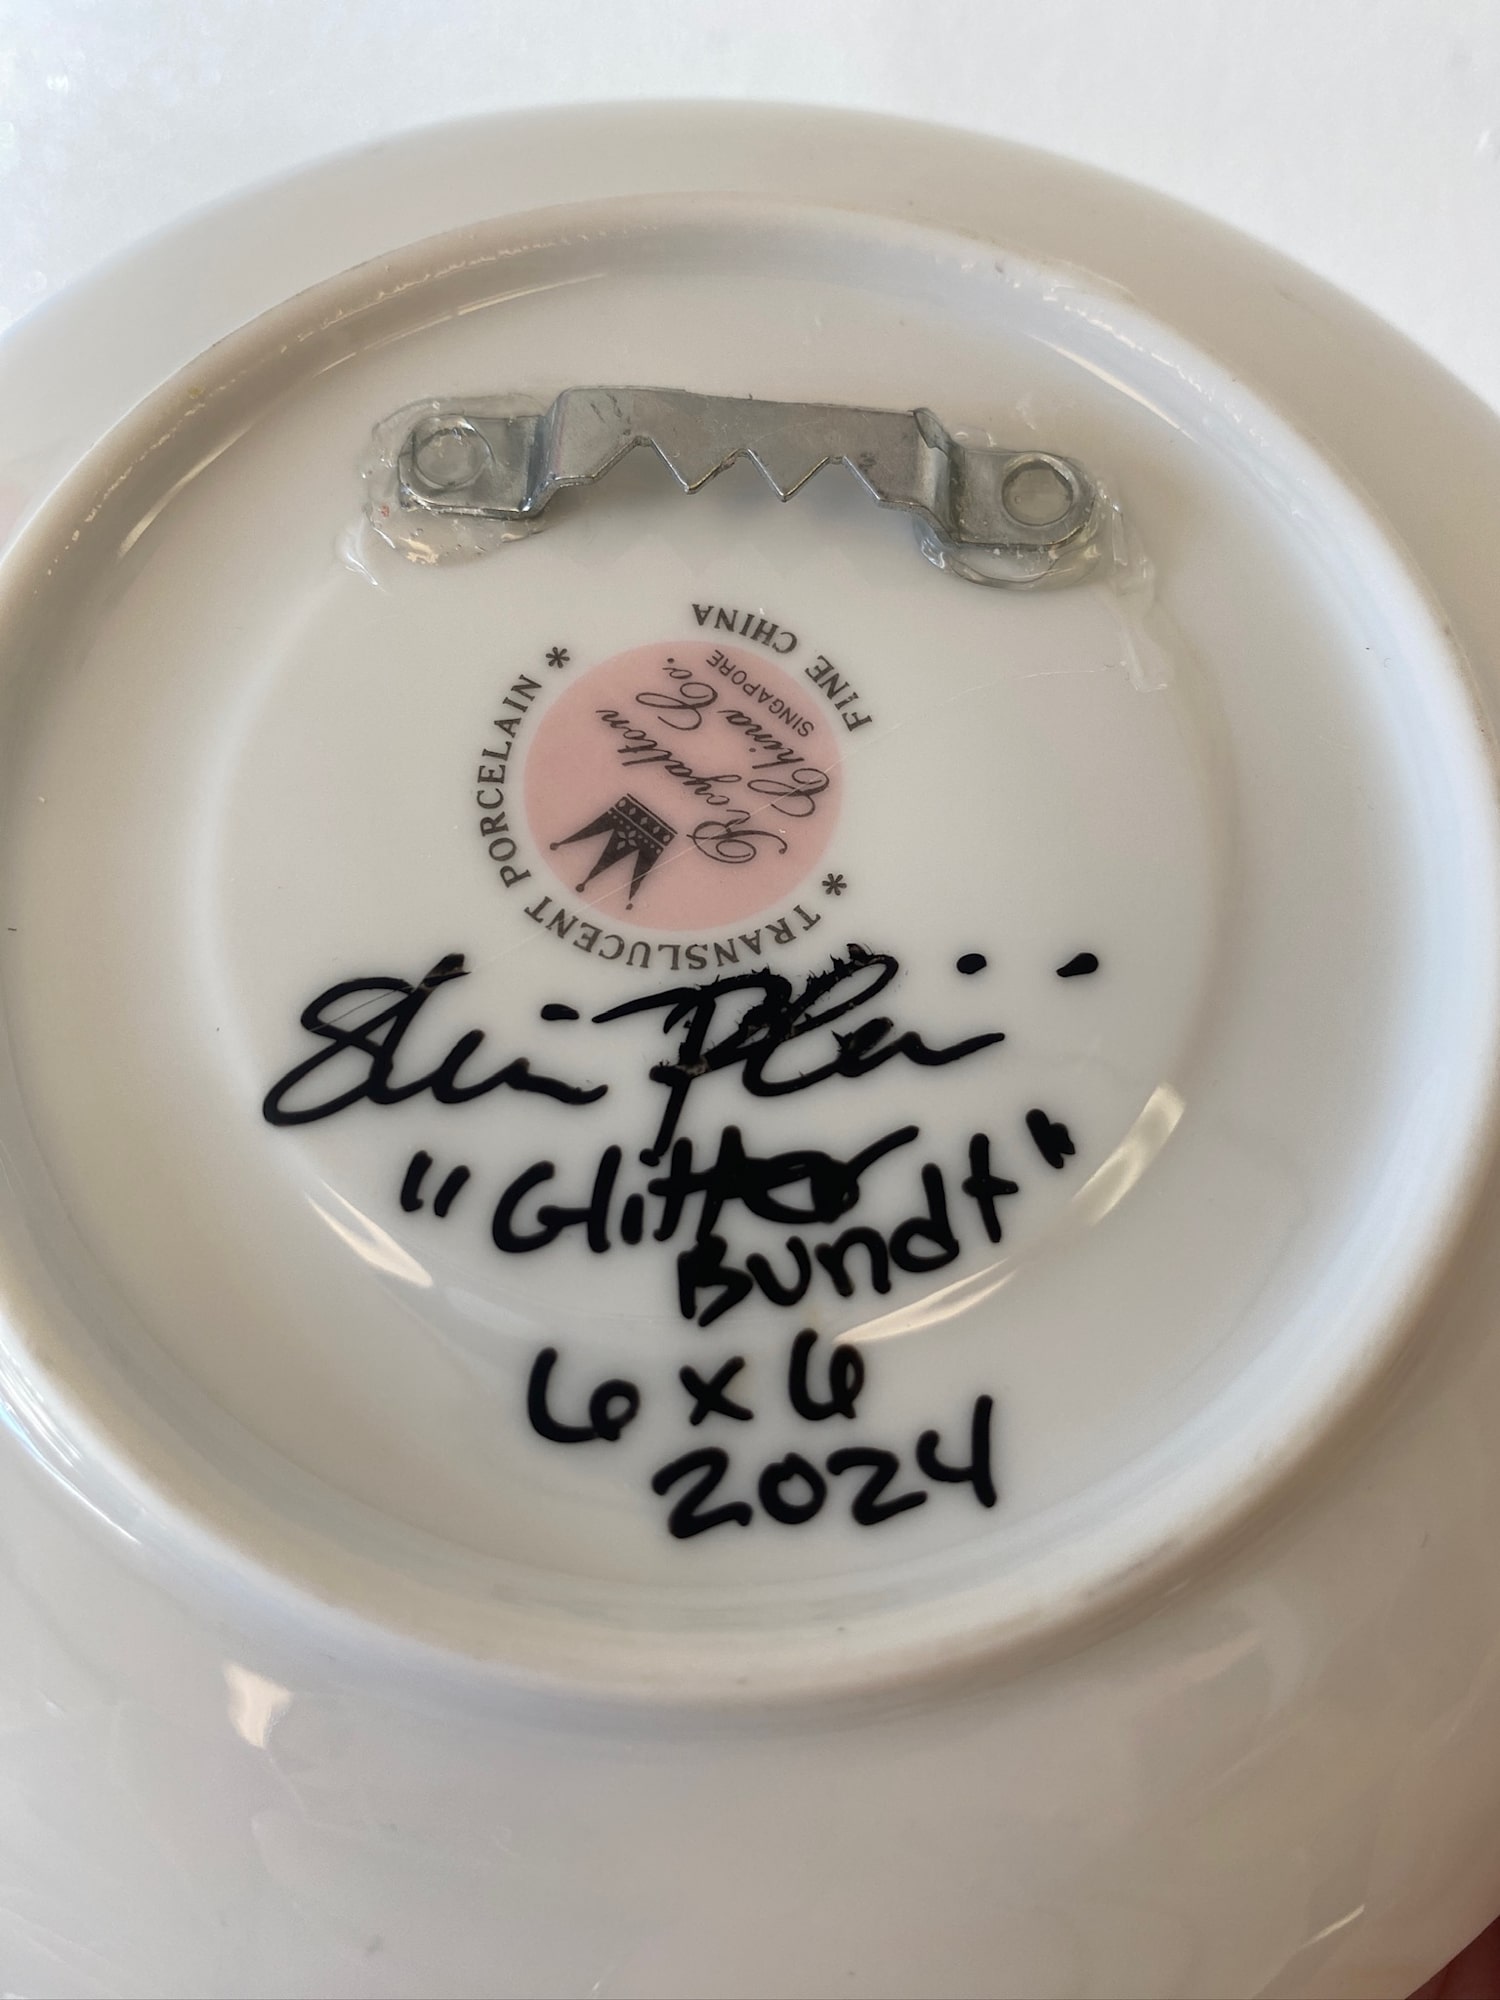 * TRANSLUCENT PORCELAIN *
FINE CHINA
Royalton
China Co.
SINGAPORE
"Glitter
Bundt"
6 x 6
2024